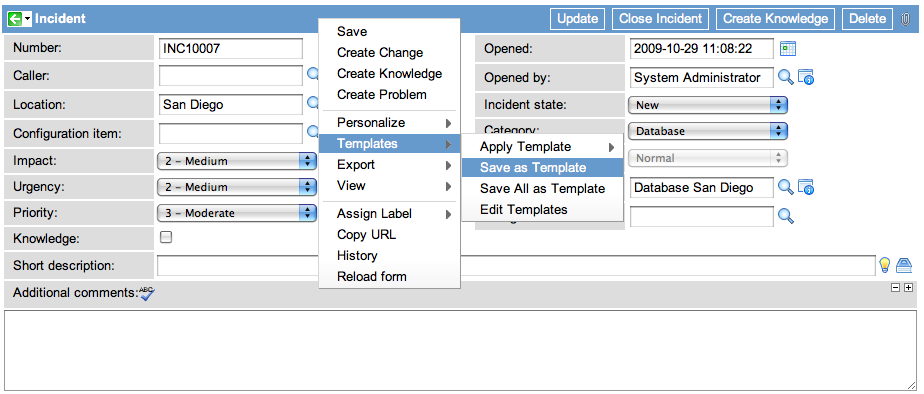 Incident
Update
Close Incident
Create Knowledge
Delete
Number:
INC10007
Caller:
Location:
San Diego
Configuration item:
Impact:
2 - Medium
Urgency:
2 - Medium
Priority:
3 - Moderate
Knowledge:
Short description:
Additional comments:
ABC
Save
Create Change
Create Knowledge
Create Problem
Personalize
Templates
Export
View
Assign Label
Copy URL
History
Reload form
Apply Template
Save as Template
Save All as Template
Edit Templates
Opened:
2009-10-29 11:08:22
Opened by:
System Administrator
Incident state:
New
Category:
Database
Normal
Database San Diego